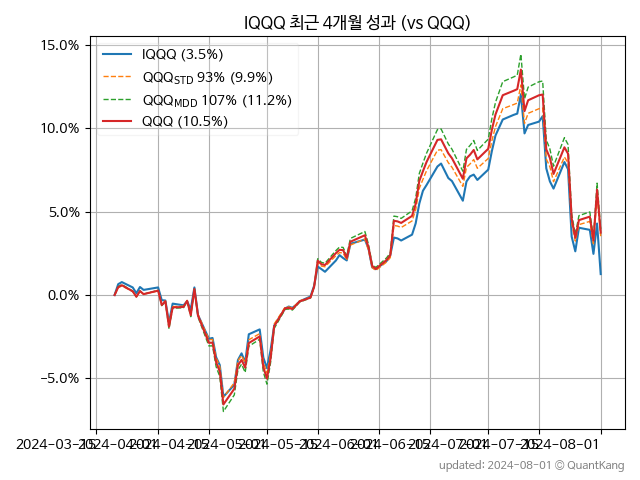 IQQQ 최근 4개월 성과 (vs QQQ)
15.0%
10.0%
5.0%
0.0%
−5.0%
IQQQ (3.5%)
QQQSTD 93% (9.9%)
QQQMDD 107% (11.2%)
QQQ (10.5%)
2024-03-15 2024-04-01 2024-04-15 2024-05-01 2024-05-15 2024-06-01 2024-06-15 2024-07-01 2024-07-15 2024-08-01
updated: 2024-08-01 © QuantKang